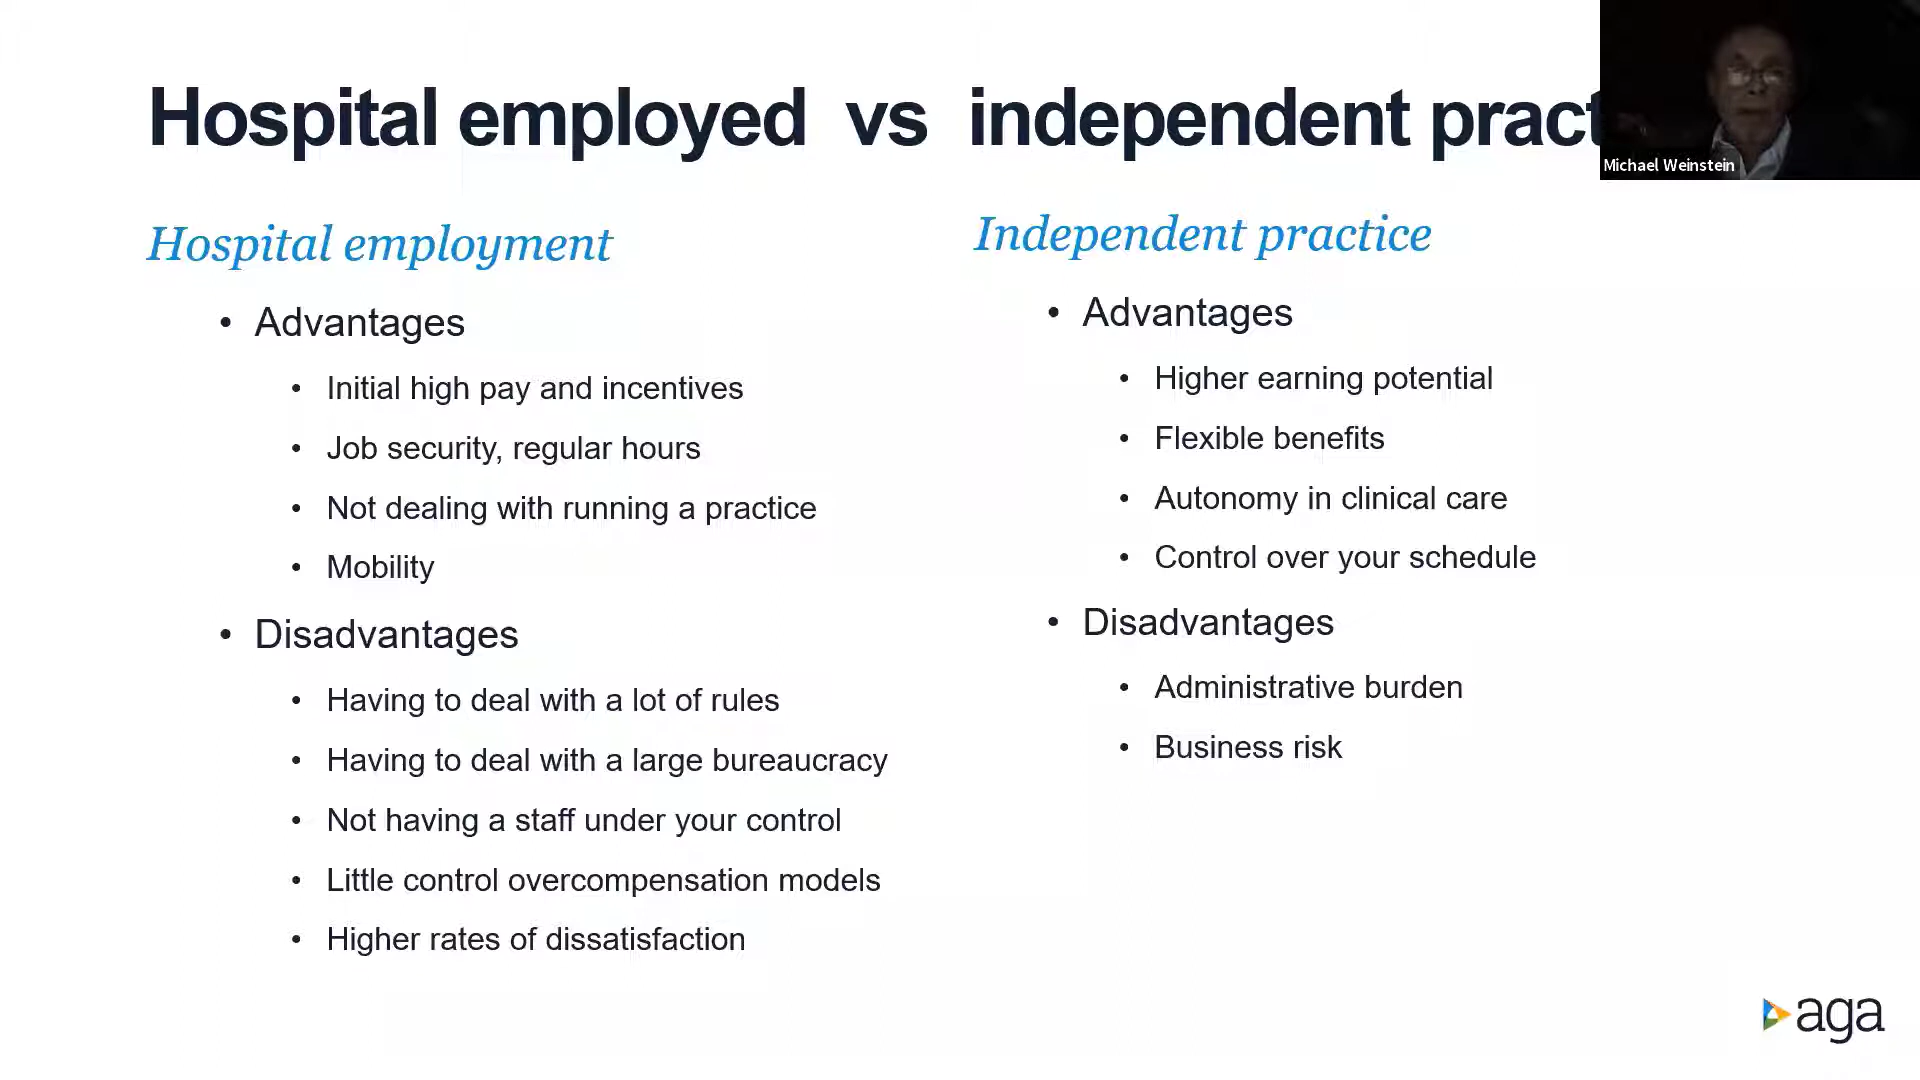 Hospital employed vs independent pract
Michael Weinstein
Hospital employment
• Advantages
• Initial high pay and incentives
• Job security, regular hours
• Not dealing with running a practice
• Mobility
• Disadvantages
• Having to deal with a lot of rules
• Having to deal with a large bureaucracy
• Not having a staff under your control
• Little control overcompensation models
• Higher rates of dissatisfaction
Independent practice
• Advantages
• Higher earning potential
• Flexible benefits
• Autonomy in clinical care
• Control over your schedule
• Disadvantages
• Administrative burden
• Business risk
aga